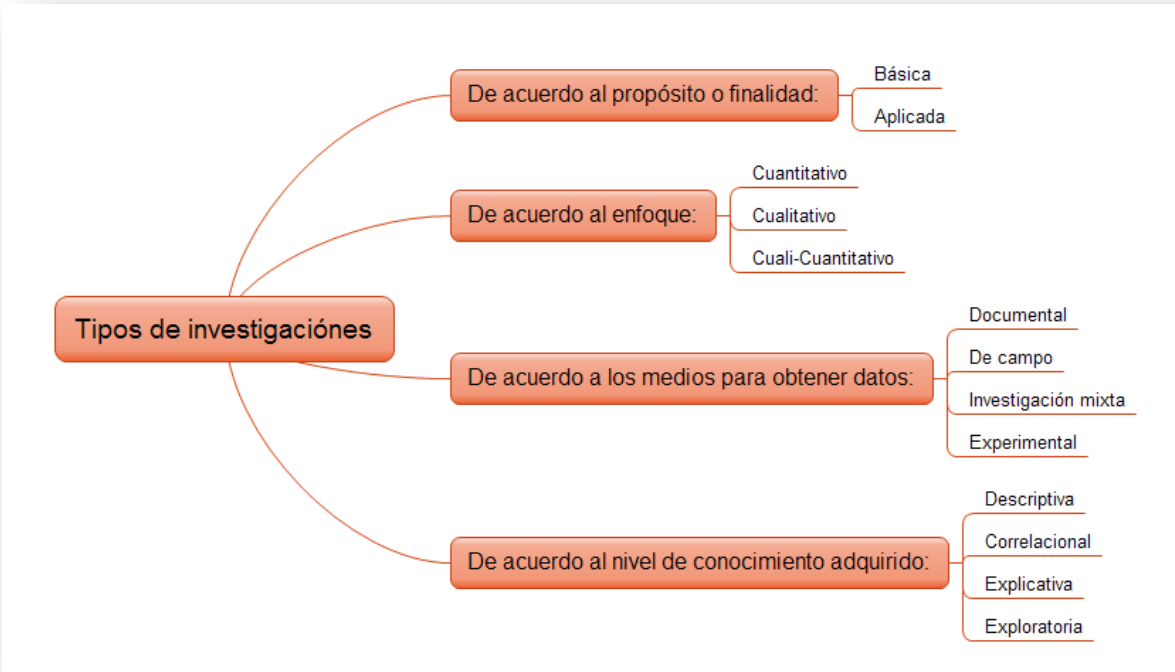 Tipos de investigaciónes
De acuerdo al propósito o finalidad:
Básica
Aplicada
De acuerdo al enfoque:
Cuantitativo
Cualitativo
Cuali-Cuantitativo
De acuerdo a los medios para obtener datos:
Documental
De campo
Investigación mixta
Experimental
De acuerdo al nivel de conocimiento adquirido:
Descriptiva
Correlacional
Explicativa
Exploratoria